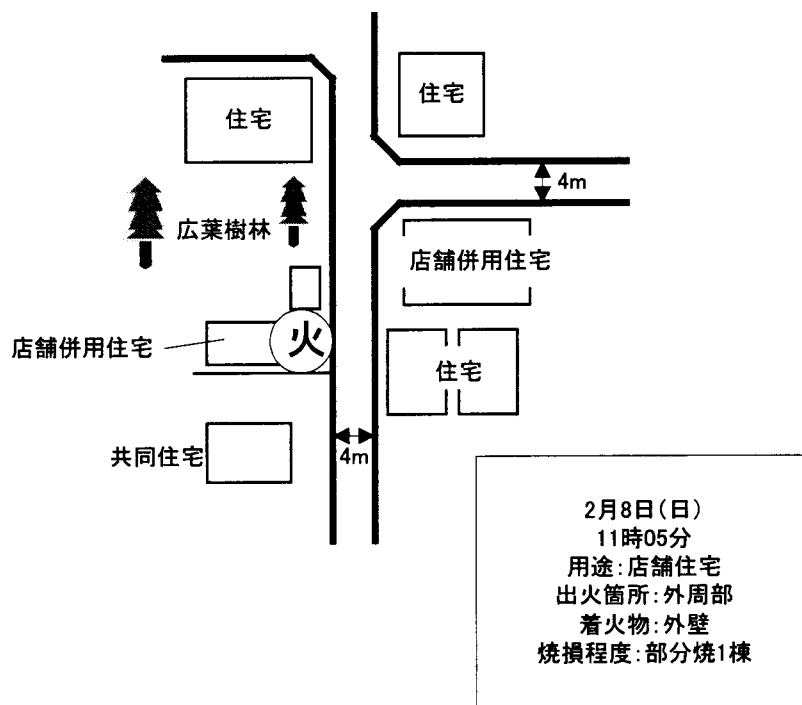 住宅
住宅
4m
広葉樹林
店舗併用住宅
火
店舗併用住宅
住宅
共同住宅
4m
2月8日(日)
11時05分
用途:店舗住宅
出火箇所:外周部
着火物:外壁
焼損程度:部分焼1棟